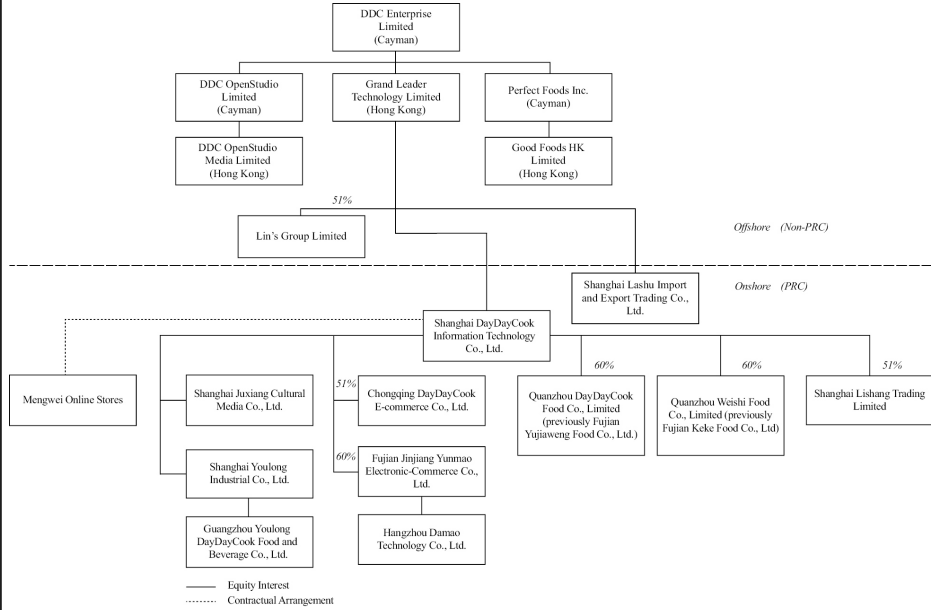 DDC Enterprise
Limited
(Cayman)
DDC OpenStudio
Limited
(Cayman)
Grand Leader
Technology Limited
(Hong Kong)
Perfect Foods Inc.
(Cayman)
DDC OpenStudio
Media Limited
(Hong Kong)
Good Foods HK
Limited
(Hong Kong)
51%
Lin's Group Limited
Offshore (Non-PRC)
Onshore (PRC)
Shanghai Lashu Import
and Export Trading Co.,
Ltd.
Shanghai DayDayCook
Information Technology
Co., Ltd.
Mengwei Online Stores
Shanghai Juxiang Cultural
Media Co., Ltd.
51%
Chongqing DayDayCook
E-commerce Co., Ltd.
60%
Quanzhou DayDayCook
Food Co., Limited
(previously Fujian
Yujiaweng Food Co., Ltd.)
60%
Quanzhou Weishi Food
Co., Limited (previously
Fujian Keke Food Co., Ltd)
51%
Shanghai Lishang Trading
Limited
Shanghai Youlong
Industrial Co., Ltd.
60%
Fujian Jinjiang Yunmao
Electronic-Commerce Co.,
Ltd.
Guangzhou Youlong
DayDayCook Food and
Beverage Co., Ltd.
Hangzhou Damao
Technology Co., Ltd.
Equity Interest
Contractual Arrangement